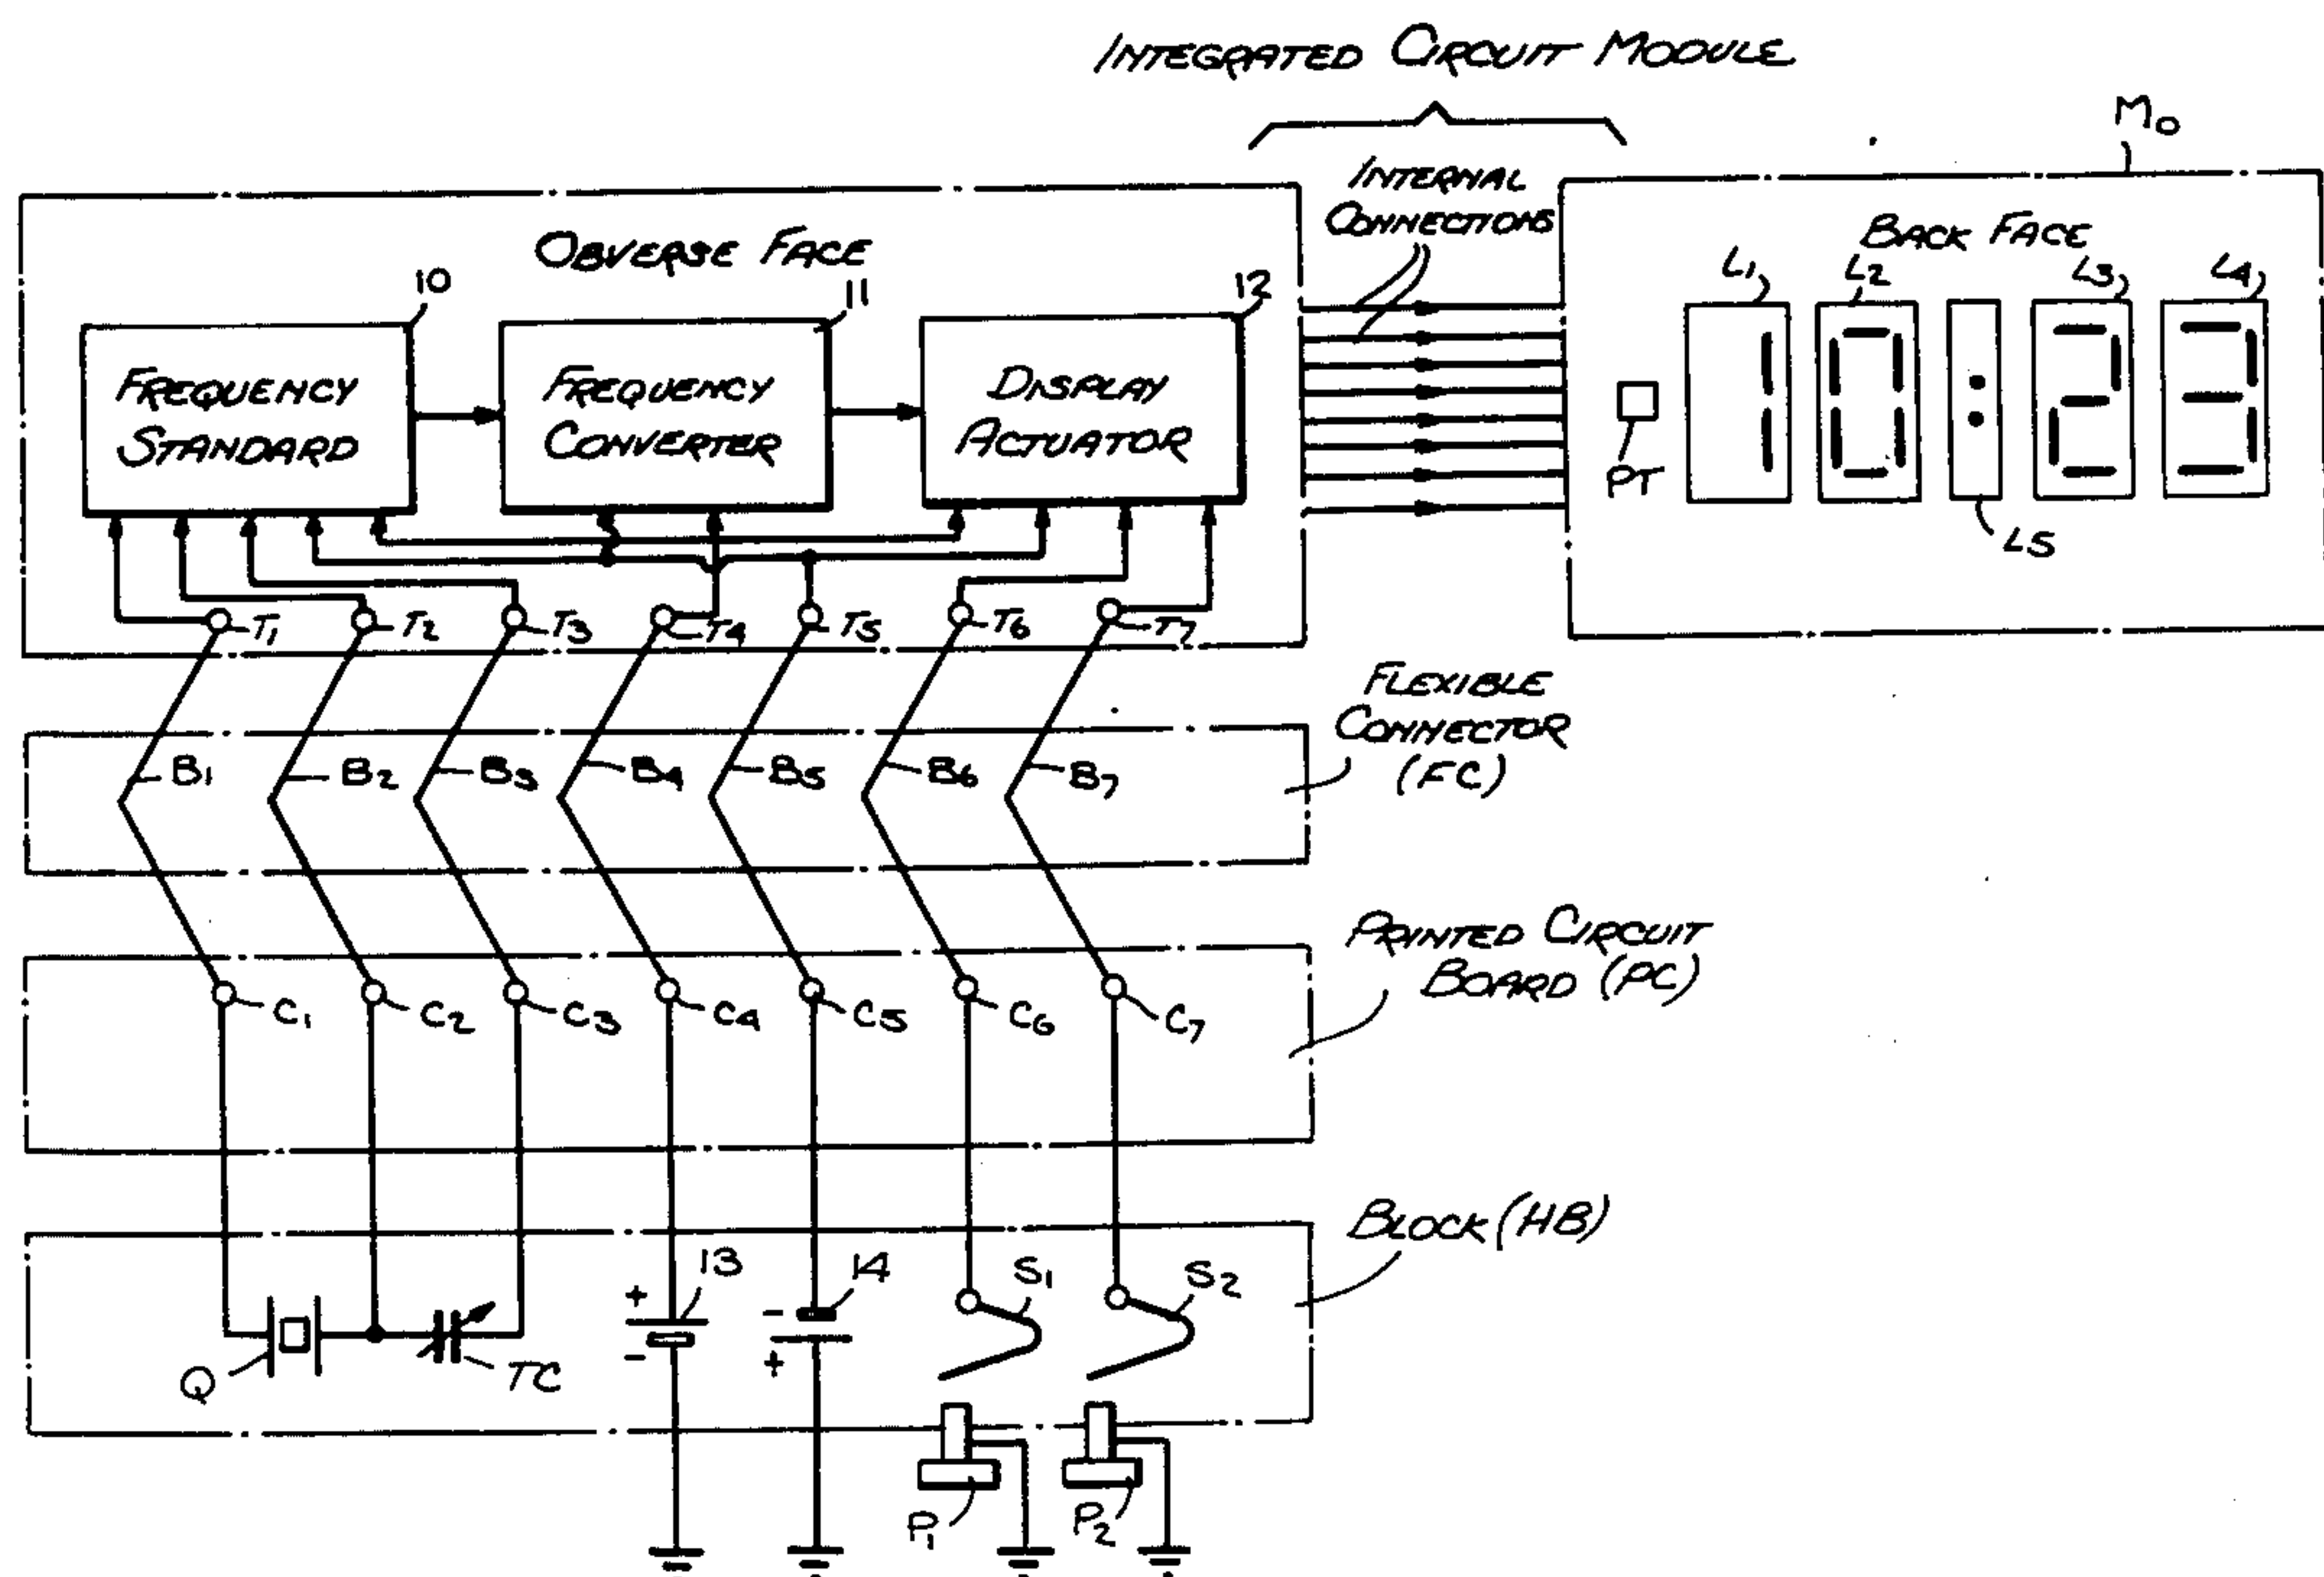 INTEGRATED CIRCUIT MODULE
MO
INTERNAL
CONNECTIONS
OBVERSE FACE
BACK FACE
10
11
12
L1
L2
L3
L4
FREQUENCY
STANDARD
FREQUENCY
CONVERTER
DISPLAY
ACTUATOR
PT
10:23
LS
T1
T2
T3
T4
T5
T6
T7
FLEXIBLE
CONNECTOR
(FC)
B1
B2
B3
B4
B5
B6
B7
PRINTED CIRCUIT
BOARD (PC)
C1
C2
C3
C4
C5
C6
C7
BLOCK (HB)
+
13
-
14
S1
S2
-
+
Q
TC
P1
P2